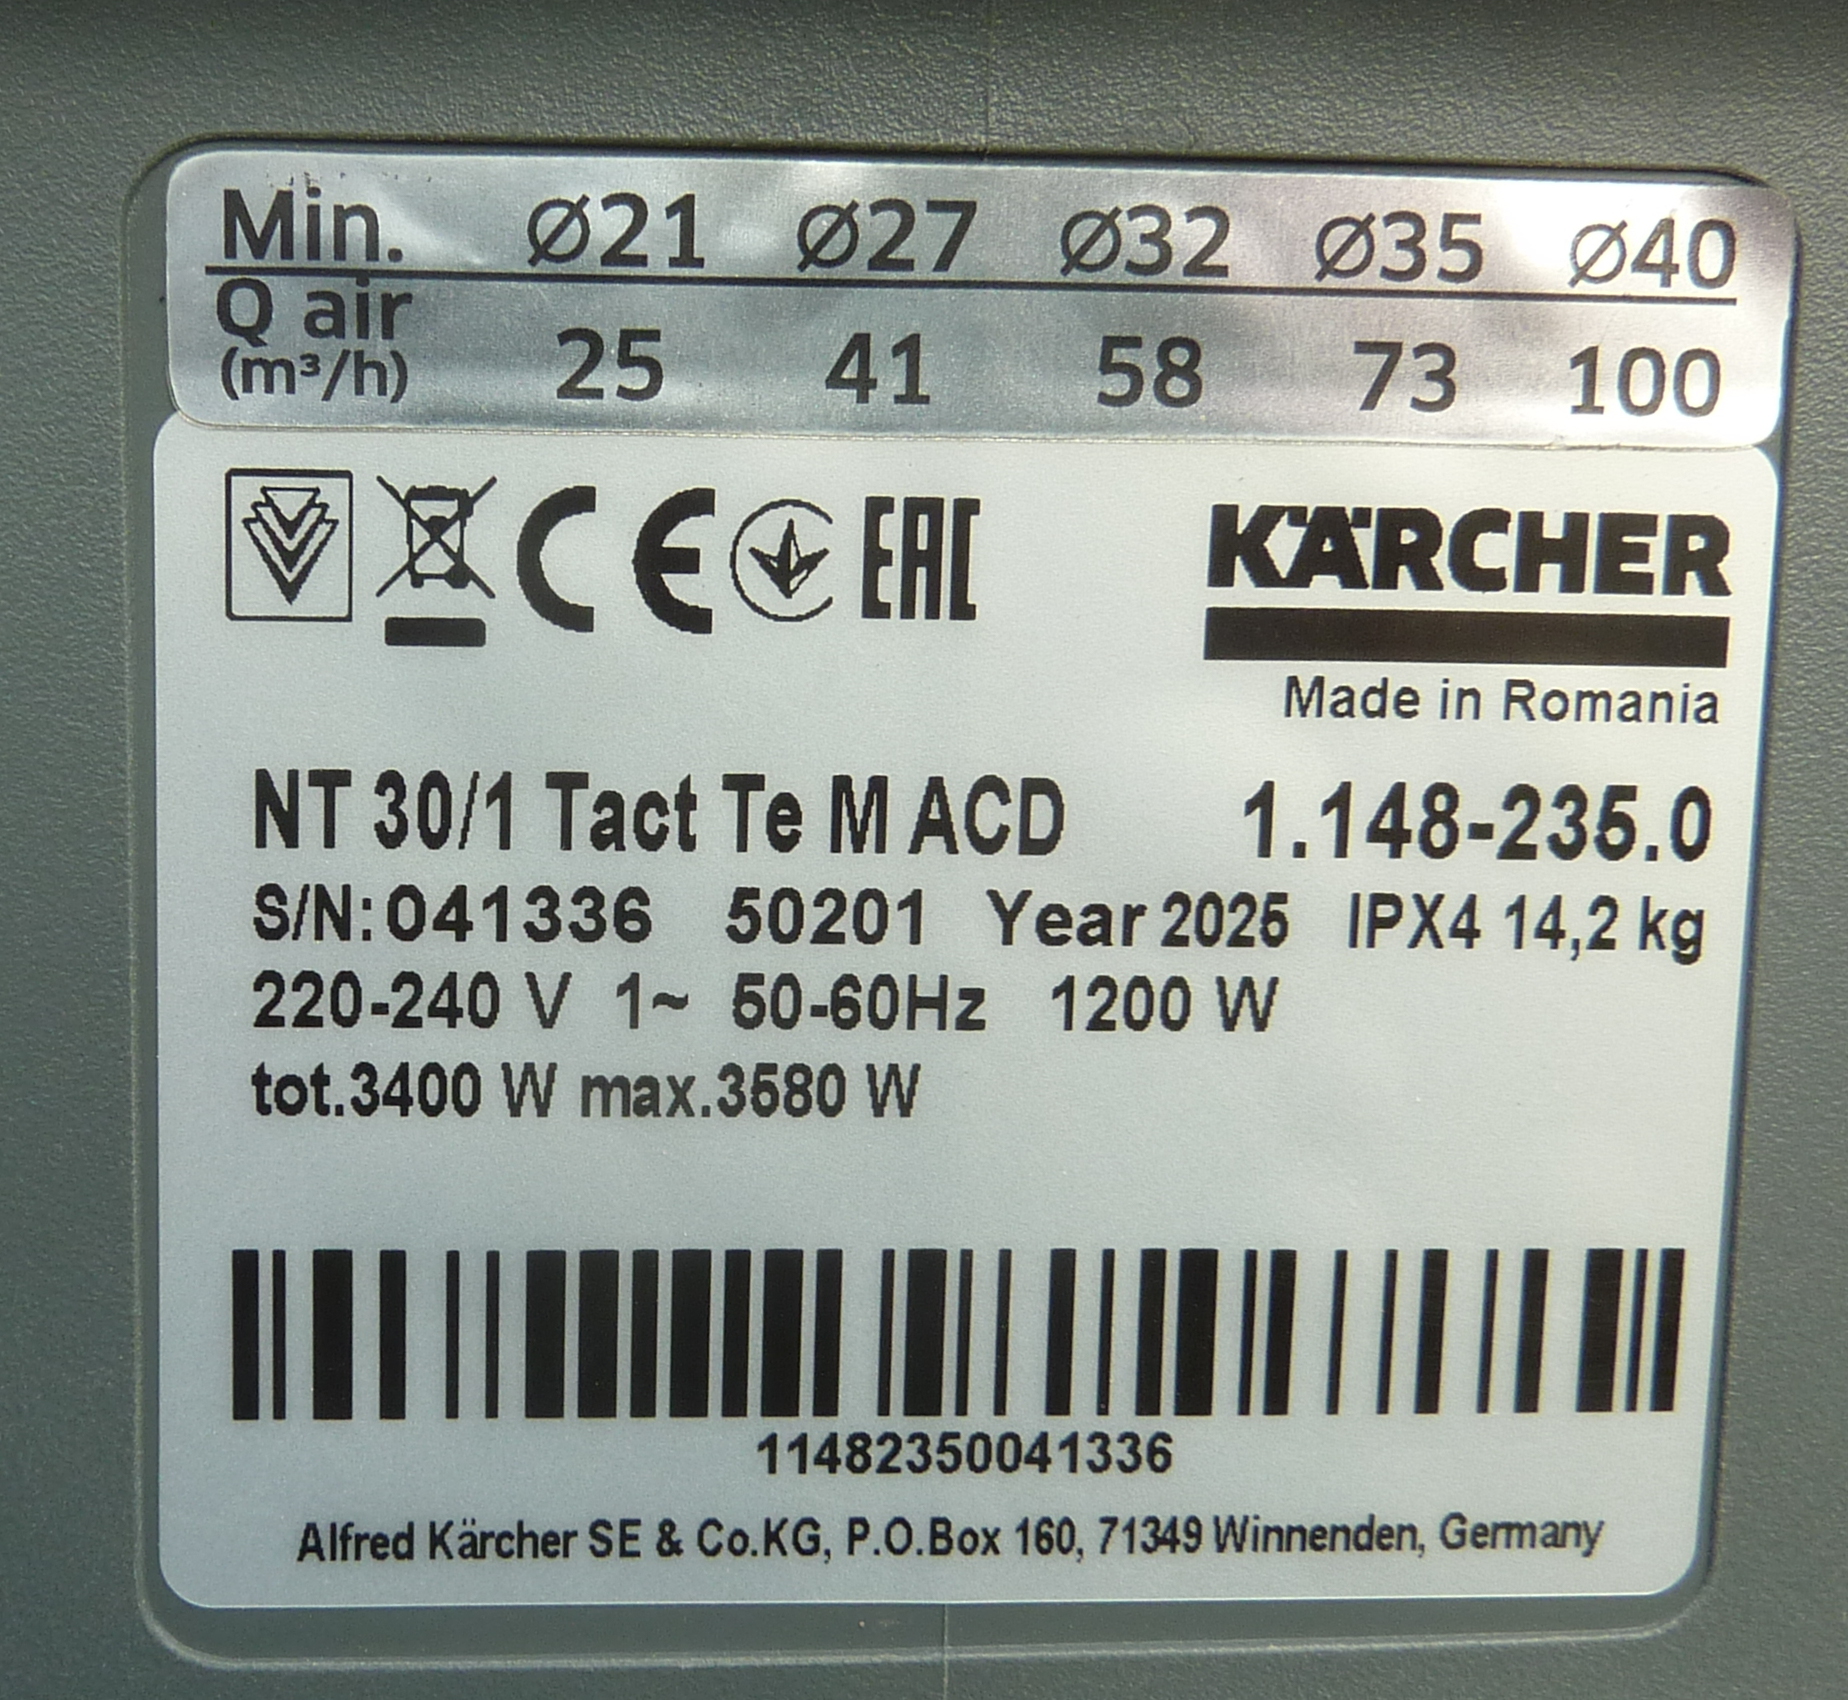 Min. Ø21 Ø27 Ø32 Ø35 Ø40
Q air
(m³/h) 25 41 58 73 100
CE EAC
KÄRCHER
Made in Romania
NT 30/1 Tact Te M ACD 1.148-235.0
S/N:041336 50201 Year 2025 IPX4 14,2 kg
220-240 V 1~ 50-60Hz 1200 W
tot.3400 W max.3580 W
11482350041336
Alfred Kärcher SE & Co.KG, P.O.Box 160, 71349 Winnenden, Germany